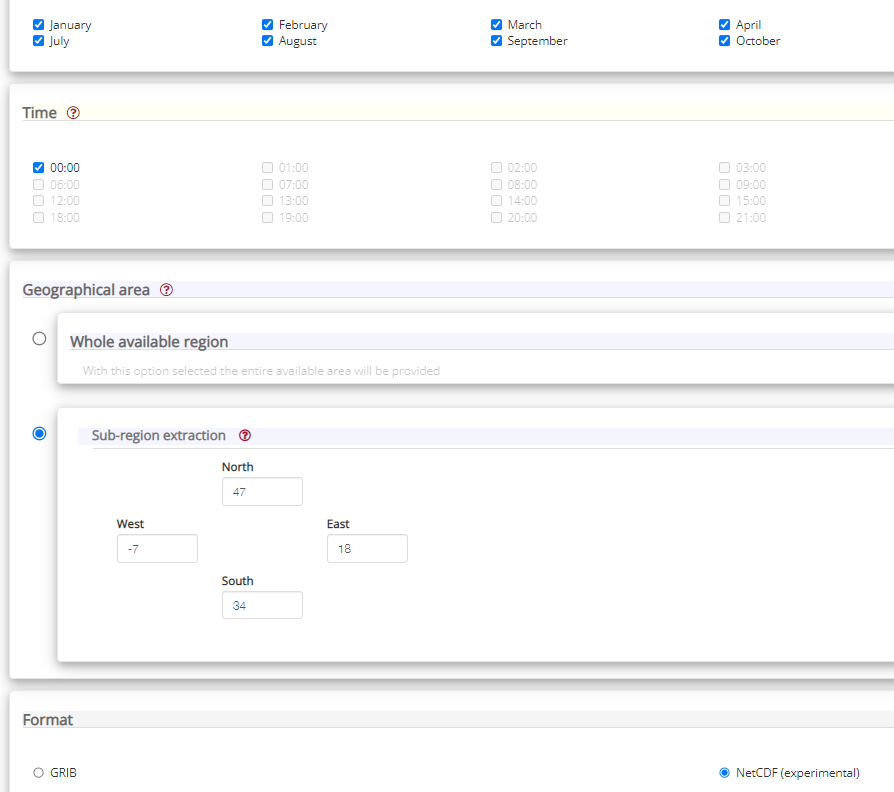 January February March April
July August September October
Time ?
00:00 01:00 02:00 03:00
06:00 07:00 08:00 09:00
12:00 13:00 14:00 15:00
18:00 19:00 20:00 21:00
Geographical area ?
Whole available region
With this option selected the entire available area will be provided
Sub-region extraction ?
North
47
West East
-7 18
South
34
Format
GRIB NetCDF (experimental)